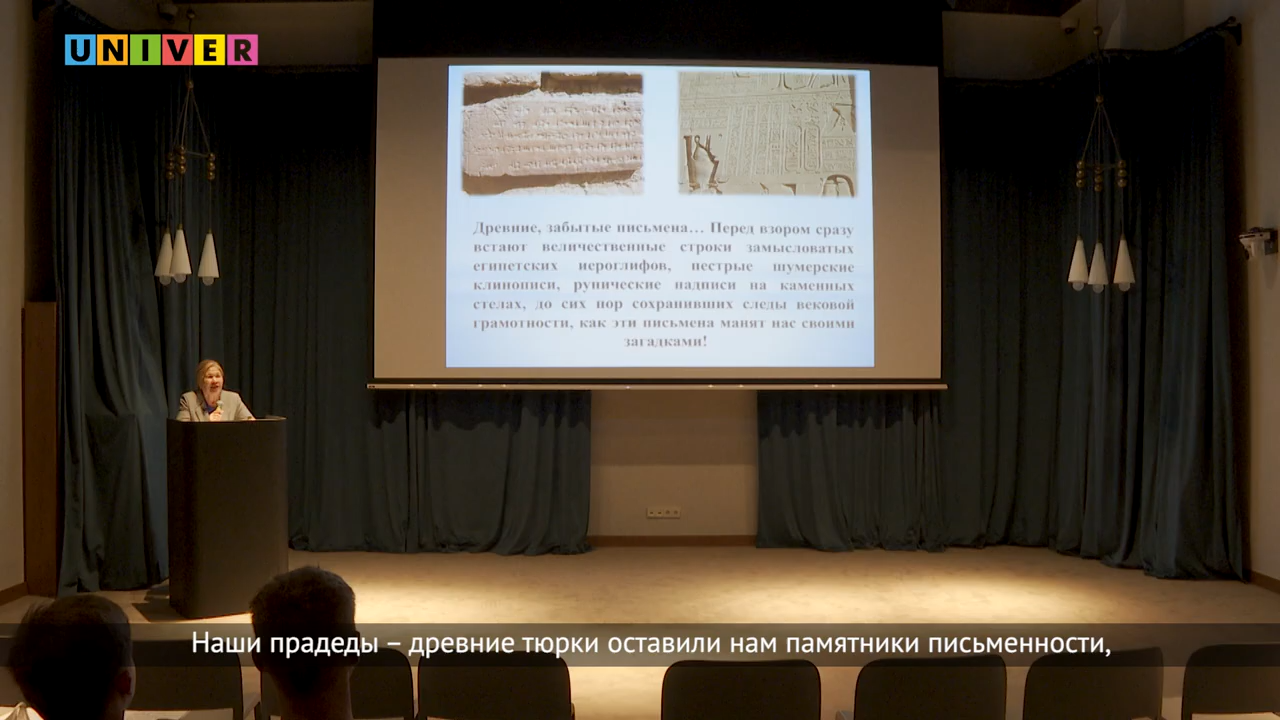 UNIVER
Древние, забытые письмена... Перед взором сразу
встают величественные строки замысловатых
египетских иероглифов, пестрые шумерские
клинописи, рунические надписи на каменных
стелах, до сих пор сохранивших следы вековой
грамотности, как эти письмена манят нас своими
загадками!
Наши прадеды – древние тюрки оставили нам памятники письменности,